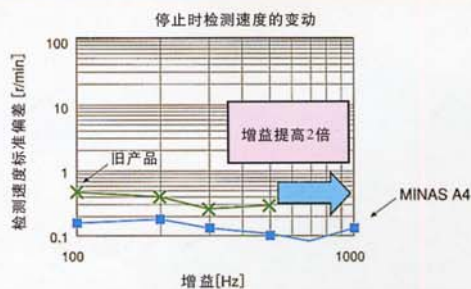 停止时检测速度的变动
检测速度标准偏差 [r/min]
100
10
1
0.1
旧产品
增益提高2倍
MINAS A4
100
1000
增益[Hz]